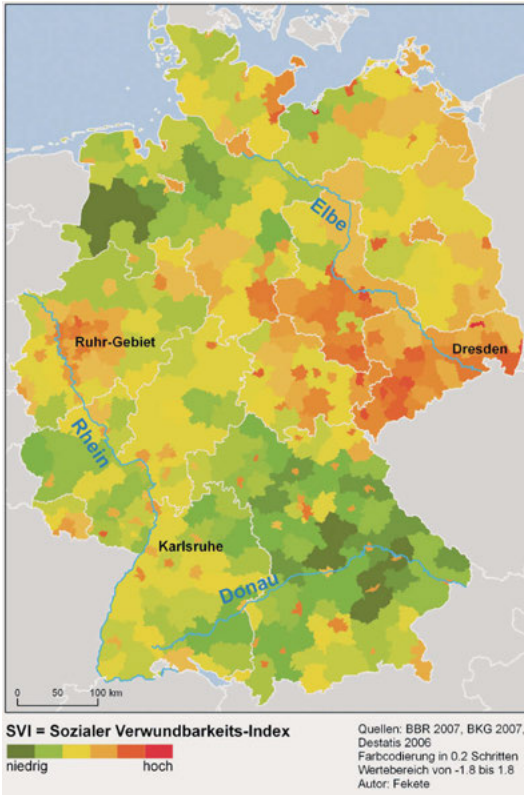 Elbe
Ruhr-Gebiet
Dresden
Rhein
Karlsruhe
Donau
0 50 100 km
SVI = Sozialer Verwundbarkeits-Index
niedrig hoch
Quellen: BBR 2007, BKG 2007,
Destatis 2006
Farbcodierung in 0.2 Schritten
Wertebereich von -1.8 bis 1.8
Autor: Fekete